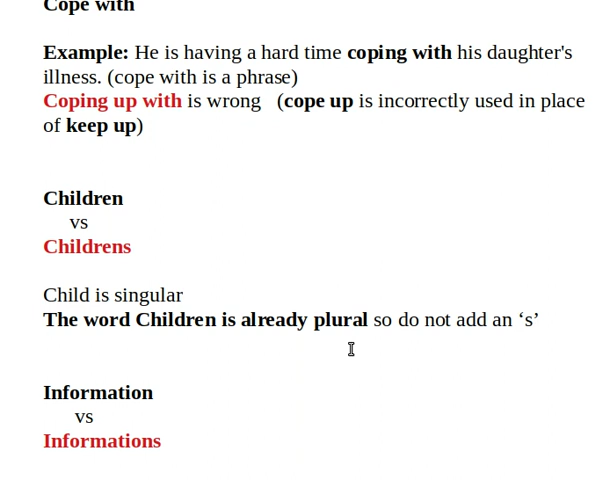 Cope with
Example: He is having a hard time coping with his daughter's
illness. (cope with is a phrase)
Coping up with is wrong (cope up is incorrectly used in place
of keep up)
Children
vs
Childrens
Child is singular
The word Children is already plural so do not add an ‘s’
Information
vs
Informations